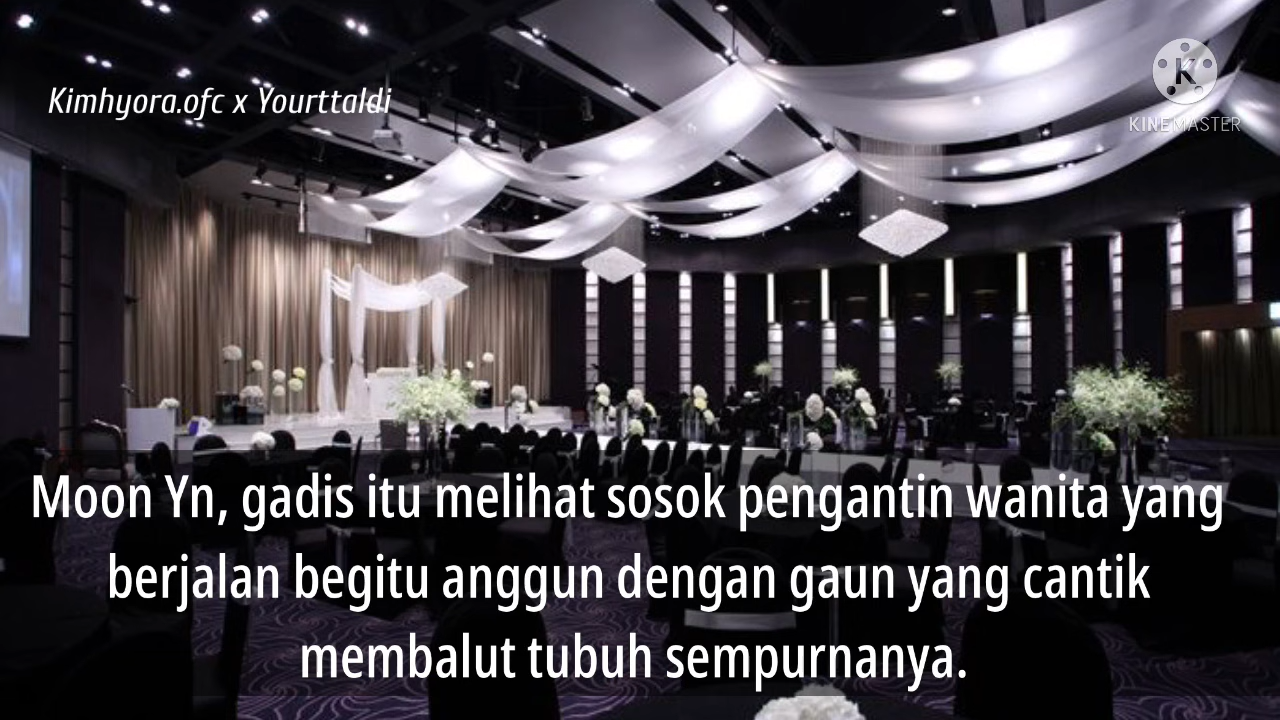 Kimhyora.ofc x Yourttaldi
K
KINEMASTER
Moon Yn, gadis itu melihat sosok pengantin wanita yang
berjalan begitu anggun dengan gaun yang cantik
membalut tubuh sempurnanya.